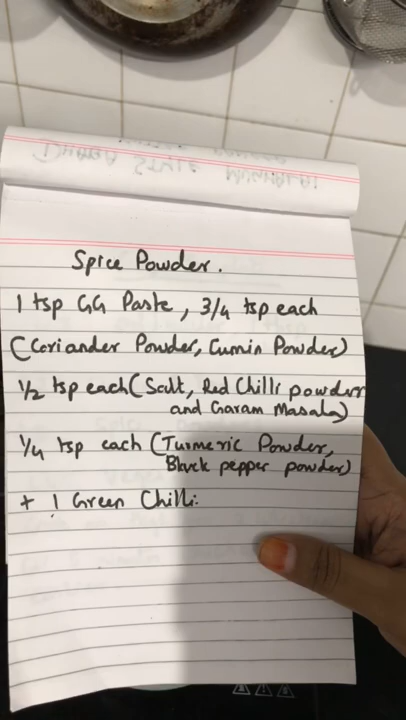 Spice Powder.
1 tsp GG Paste, 3/4 tsp each
(Coriander Powder, Cumin Powder)
1/2 tsp each (Salt, Red Chilli powder
and Garam Masala)
1/4 tsp each (Turmeric Powder,
Black pepper powder)
+ 1 Green Chilli.